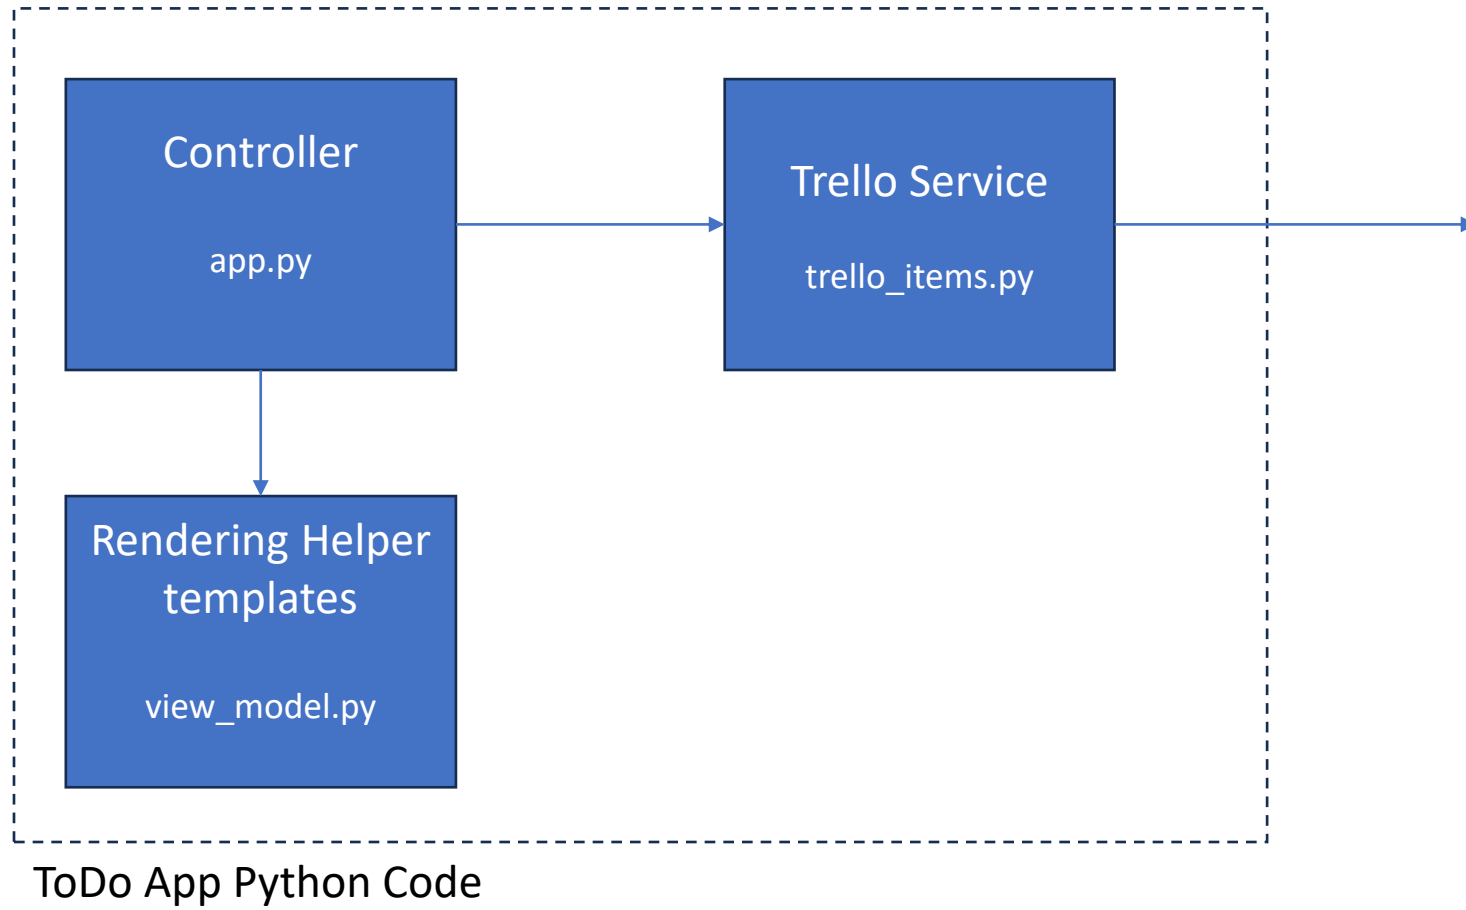 Controller
app.py
Trello Service
trello_items.py
Rendering Helper
templates
view_model.py
ToDo App Python Code